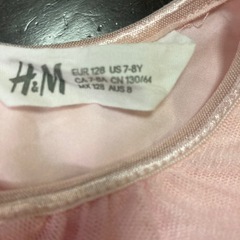 H&M
EUR 128 US 7-8Y
CA 7-8A CN 130/64
MX 128 AUS 8